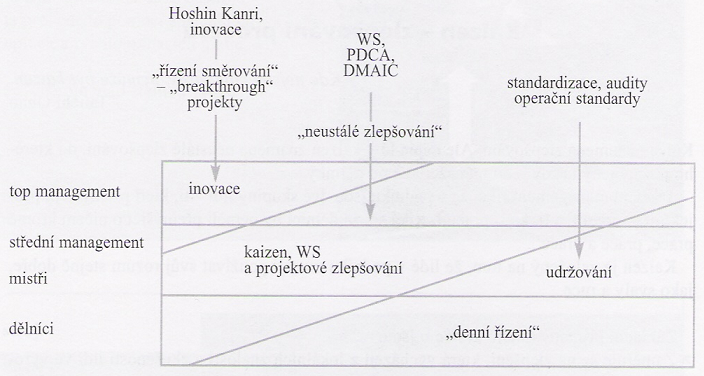 Hoshin Kanri,
inovace
„řízení směrování“
– „breakthrough“
projekty
WS,
PDCA,
DMAIC
„neustálé zlepšování“
standardizace, audity
operační standardy
top management
inovace
střední management
kaizen, WS
a projektové zlepšování
mistři
udržování
dělníci
„denní řízení“